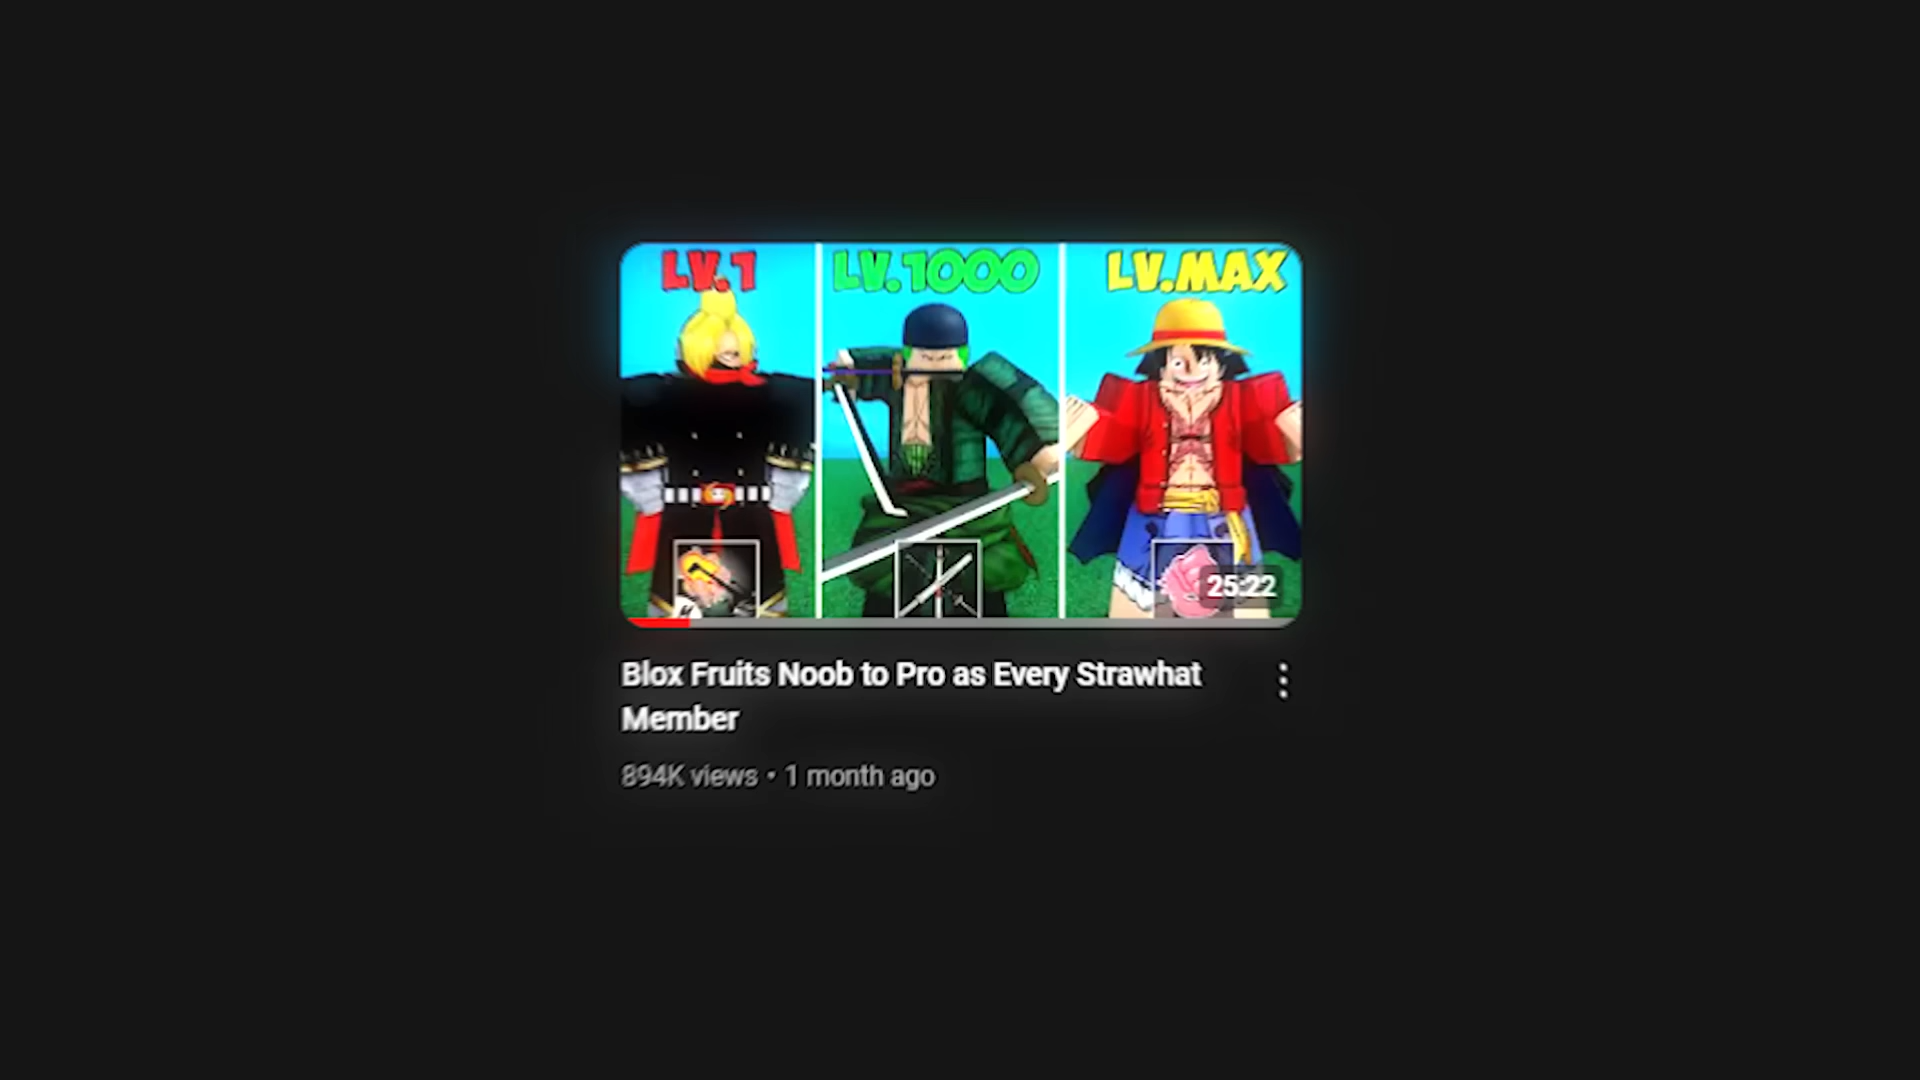 LV.1
LV.1000
LV.MAX
25:22
Blox Fruits Noob to Pro as Every Strawhat
Member
894K views • 1 month ago